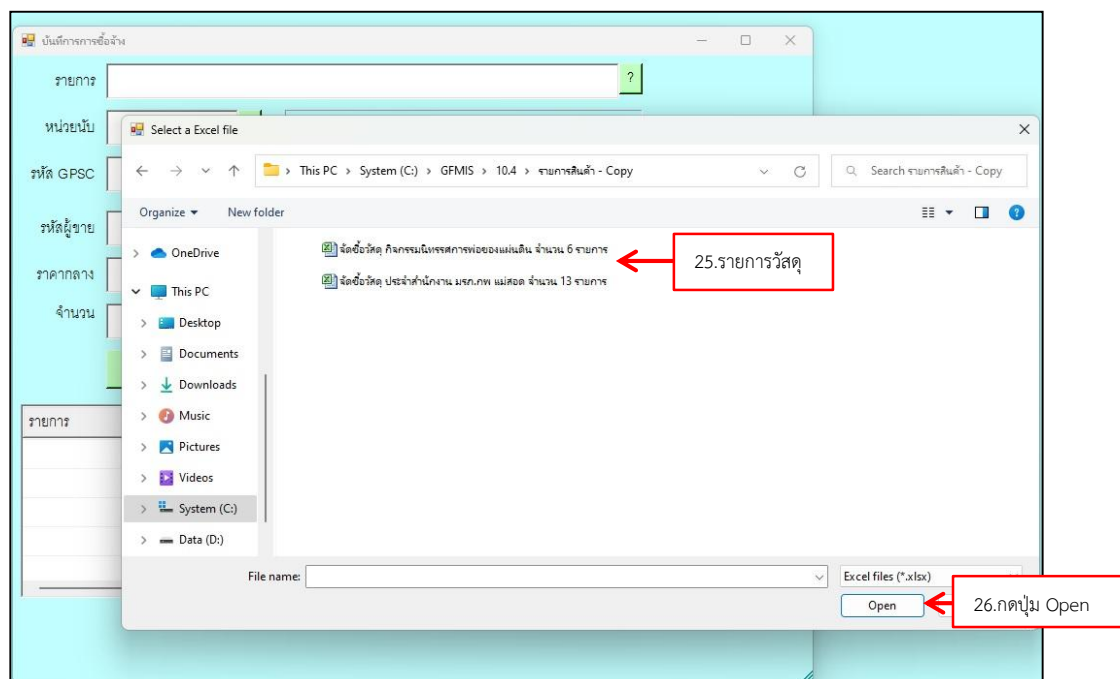 บันทึการการซื้อจ้าง
รายการ
?
หน่วยนับ
Select a Excel file
รหัส GPSC
This PC > System (C:) > GFMIS > 10.4 > รายการสินค้า - Copy
Search รายการสินค้า - Copy
Organize
New folder
รหัสผู้ขาย
OneDrive
จัดซื้อวัสดุ กิจกรรมนิทรรศการพ่อของแผ่นดิน จำนวน 6 รายการ
25.รายการวัสดุ
ราคากลาง
This PC
จัดซื้อวัสดุ ประจำสำนักงาน มรภ.กพ แม่สอด จำนวน 13 รายการ
จำนวน
Desktop
Documents
Downloads
รายการ
Music
Pictures
Videos
System (C:)
Data (D:)
File name:
Excel files (*.xlsx)
Open
26.กดปุ่ม Open